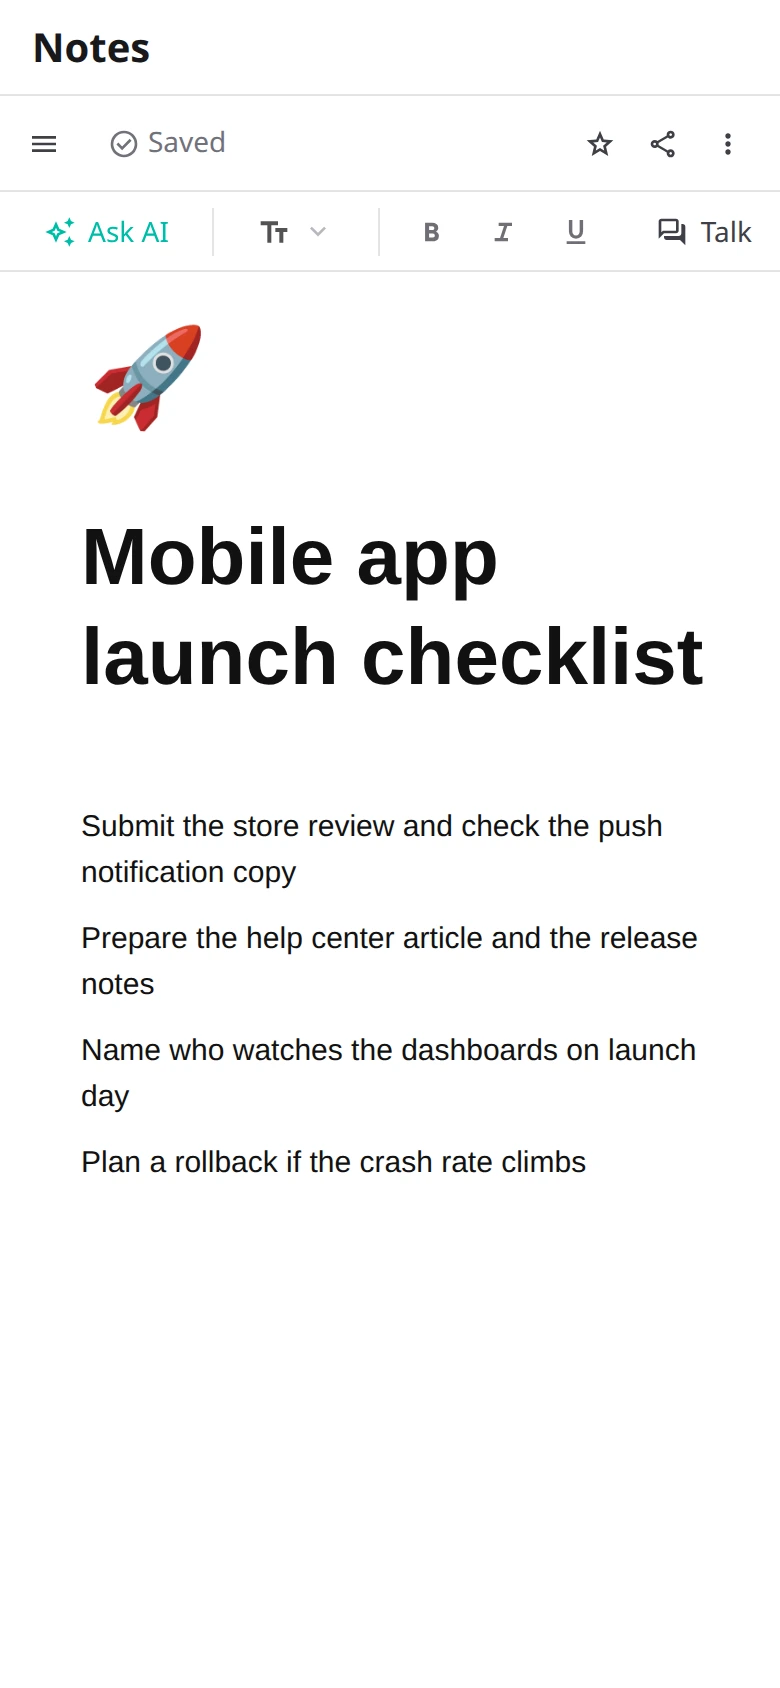 Notes
Saved
Ask AI
Talk
Mobile app
launch checklist
Submit the store review and check the push
notification copy
Prepare the help center article and the release
notes
Name who watches the dashboards on launch
day
Plan a rollback if the crash rate climbs